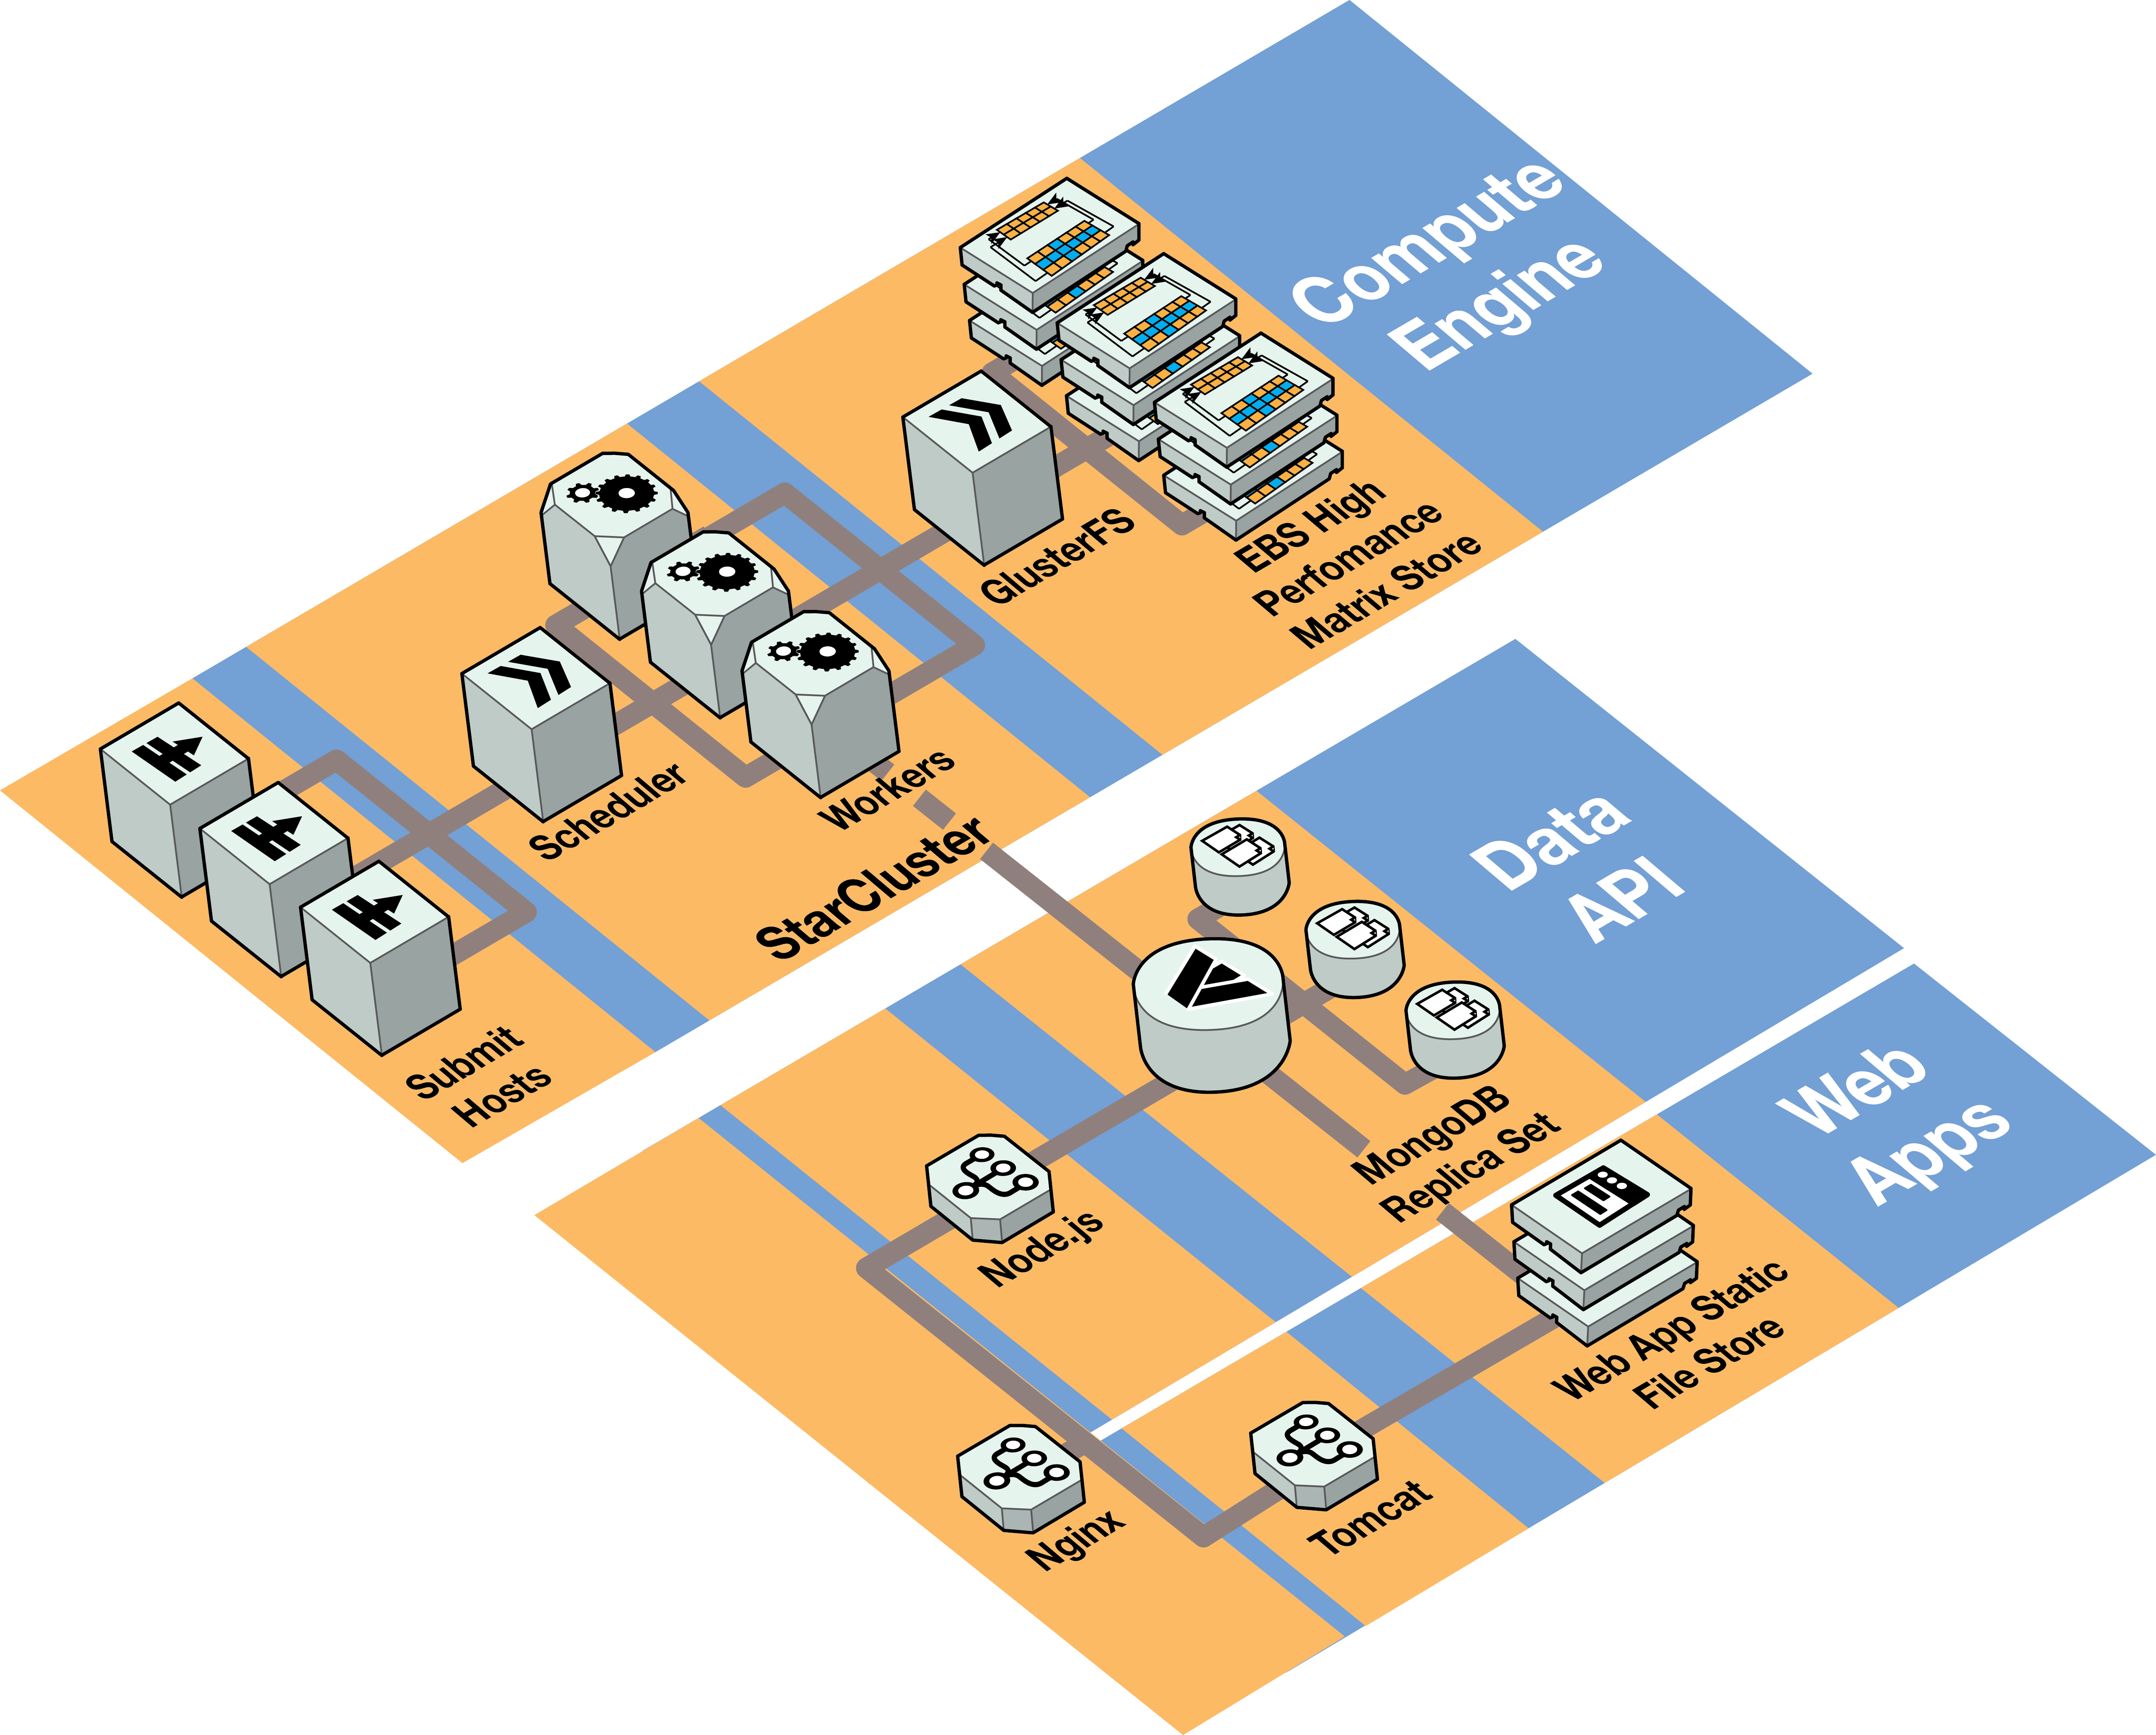 Compute
Engine
EBS High
Perfomance
Matrix Store
GlusterFS
Workers
Scheduler
StarCluster
Submit
Hosts
Data
API
MongoDB
Replica Set
Node.js
Web
Apps
Web App Static
File Store
Tomcat
Nginx